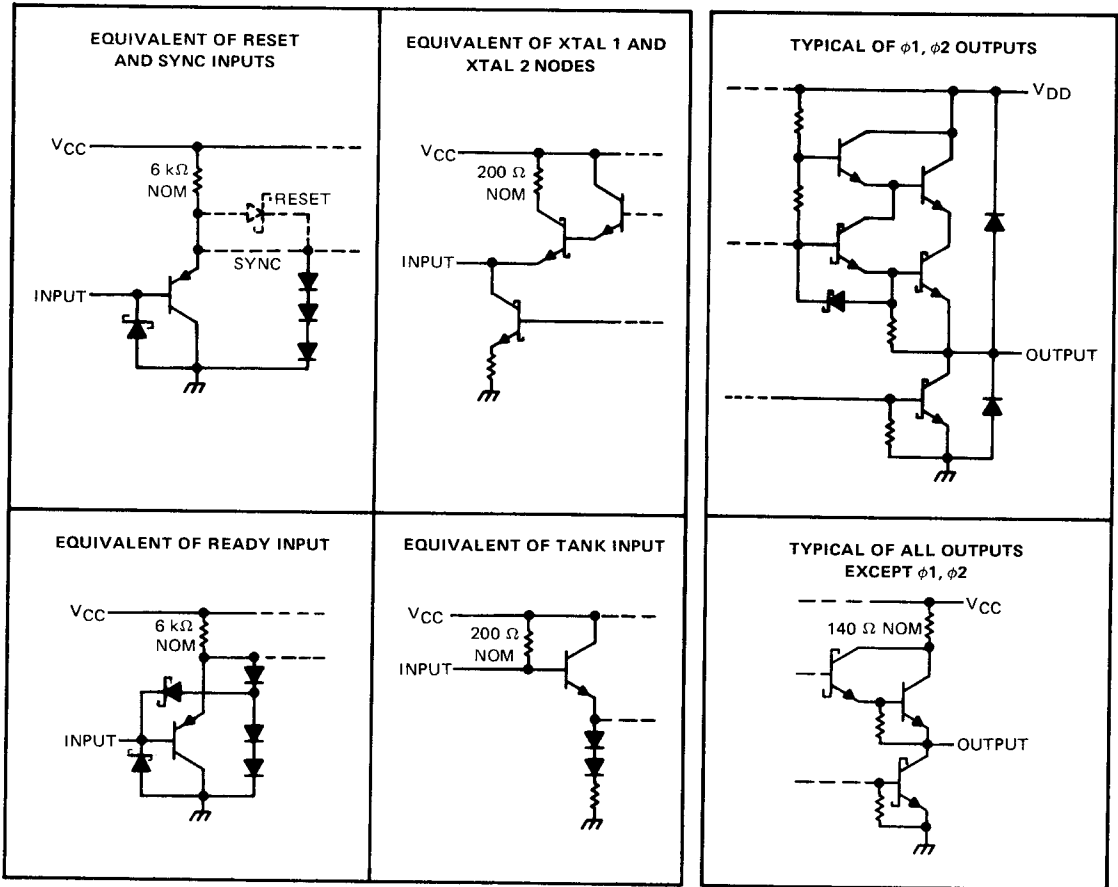 EQUIVALENT OF RESET
AND SYNC INPUTS
VCC
6 kΩ
NOM
RESET
SYNC
INPUT
EQUIVALENT OF XTAL 1 AND
XTAL 2 NODES
VCC
200 Ω
NOM
INPUT
TYPICAL OF φ1, φ2 OUTPUTS
VDD
OUTPUT
EQUIVALENT OF READY INPUT
VCC
6 kΩ
NOM
INPUT
EQUIVALENT OF TANK INPUT
VCC
200 Ω
NOM
INPUT
TYPICAL OF ALL OUTPUTS
EXCEPT φ1, φ2
VCC
140 Ω NOM
OUTPUT